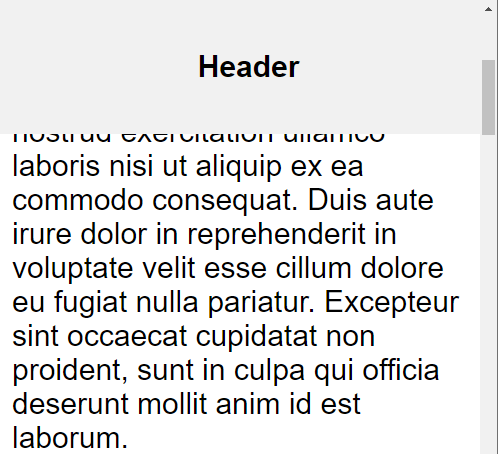 Header
nostrud exercitation ullamco
laboris nisi ut aliquip ex ea
commodo consequat. Duis aute
irure dolor in reprehenderit in
voluptate velit esse cillum dolore
eu fugiat nulla pariatur. Excepteur
sint occaecat cupidatat non
proident, sunt in culpa qui officia
deserunt mollit anim id est
laborum.